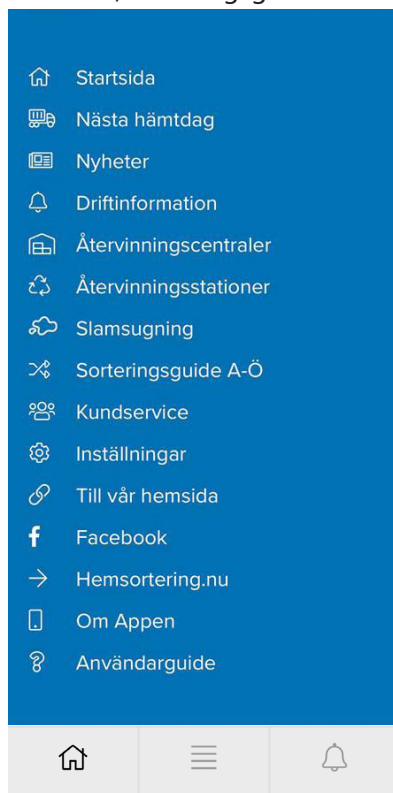 Startsida
Nästa hämtdag
Nyheter
Driftinformation
Återvinningscentraler
Återvinningsstationer
Slamsugning
Sorteringsguide A-Ö
Kundservice
Inställningar
Till vår hemsida
Facebook
Hemsortering.nu
Om Appen
Användarguide